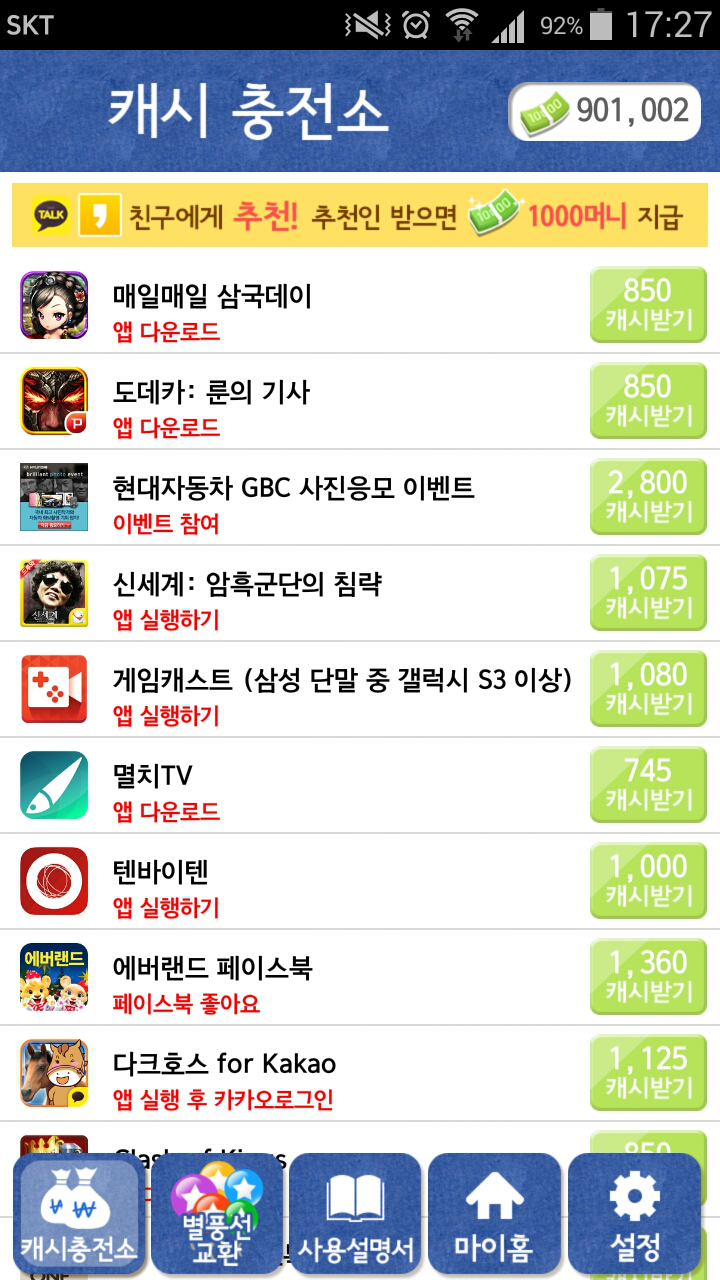 SKT 92% 17:27
캐시 충전소 901,002
TALK 친구에게 추천! 추천인 받으면 1000머니 지급
매일매일 삼국데이
앱 다운로드
850
캐시받기
도데카: 룬의 기사
앱 다운로드
850
캐시받기
brilliant photo event
현대자동차 GBC 사진응모 이벤트
이벤트 참여
2,800
캐시받기
신세계
신세계: 암흑군단의 침략
앱 실행하기
1,075
캐시받기
게임캐스트 (삼성 단말 중 갤럭시 S3 이상)
앱 실행하기
1,080
캐시받기
멸치TV
앱 다운로드
745
캐시받기
텐바이텐
앱 실행하기
1,000
캐시받기
에버랜드
에버랜드 페이스북
페이스북 좋아요
1,360
캐시받기
다크호스 for Kakao
앱 실행 후 카카오로그인
1,125
캐시받기
Clash of Kings
850
캐시충전소
별풍선
교환
사용설명서
마이홈
설정